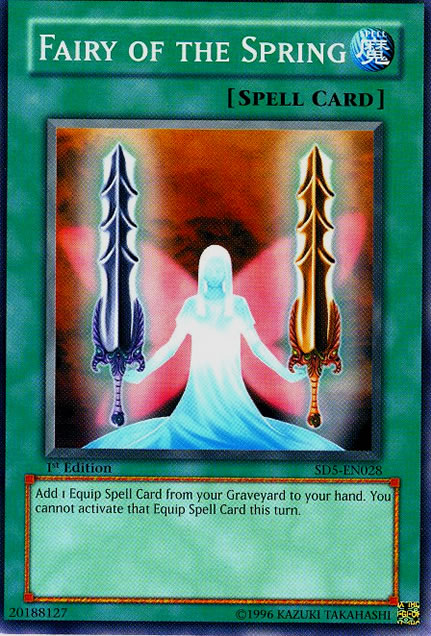 FAIRY OF THE SPRING
SPELL
魔
[SPELL CARD]
1st Edition
SD5-EN028
Add 1 Equip Spell Card from your Graveyard to your hand. You
cannot activate that Equip Spell Card this turn.
20188127
©1996 KAZUKI TAKAHASHI